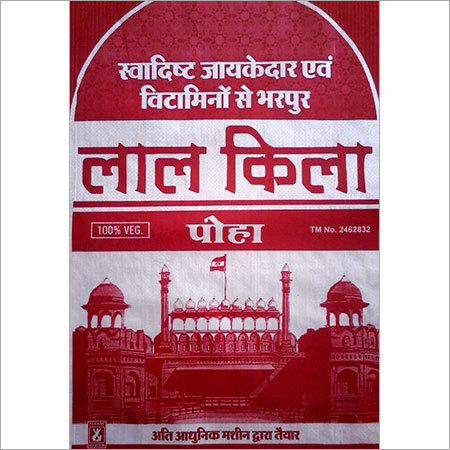 स्वादिष्ट जायकेदार एवं
विटामिनों से भरपुर
लाल किला
100% VEG.
पोहा
TM No. 2462832
अति आधुनिक मशीन द्वारा तैयार